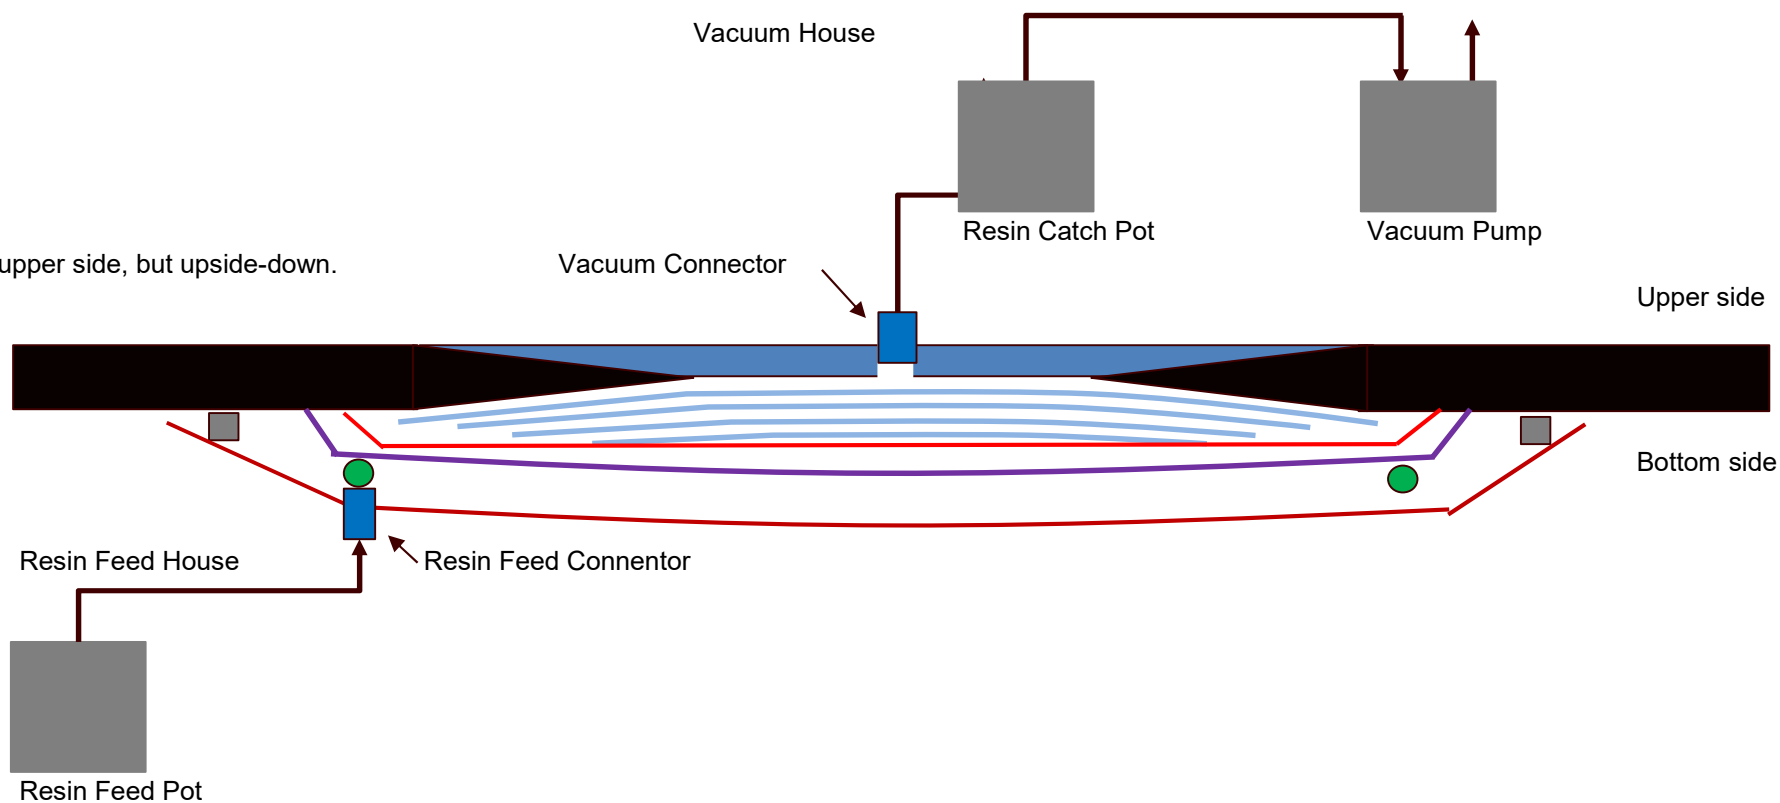 Vacuum House
Resin Catch Pot
Vacuum Pump
upper side, but upside-down.
Vacuum Connector
Upper side
Bottom side
Resin Feed House
Resin Feed Connentor
Resin Feed Pot